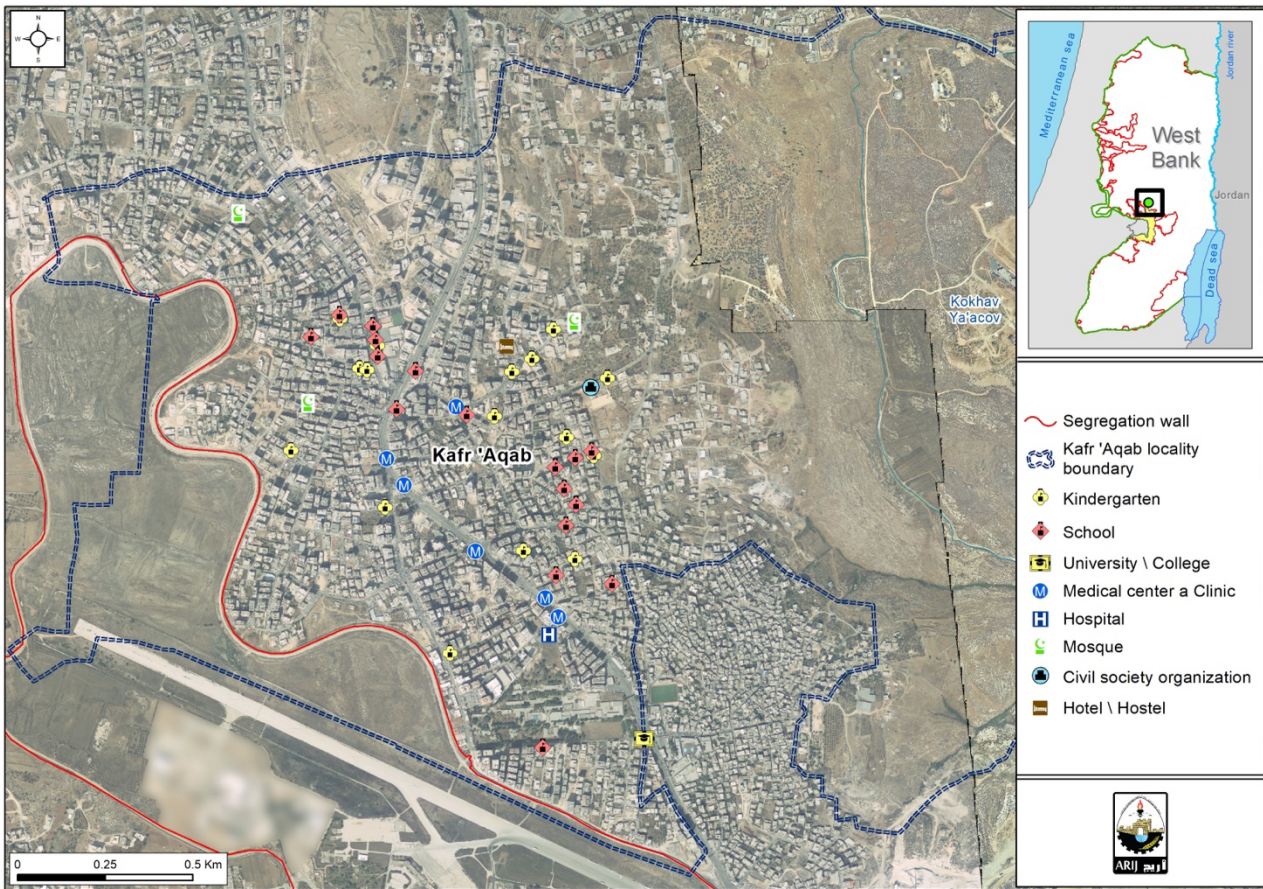 N
W
E
S
Kokhav
Ya'acov
Kafr 'Aqab
0
0.25
0.5 Km
Mediterranean sea
Jordan river
West
Bank
Jordan
Dead sea
Segregation wall
Kafr 'Aqab locality
boundary
Kindergarten
School
University \ College
M
Medical center a Clinic
H
Hospital
Mosque
Civil society organization
Hotel \ Hostel
ARIJ أريج
M
M
M
M
M
M
H